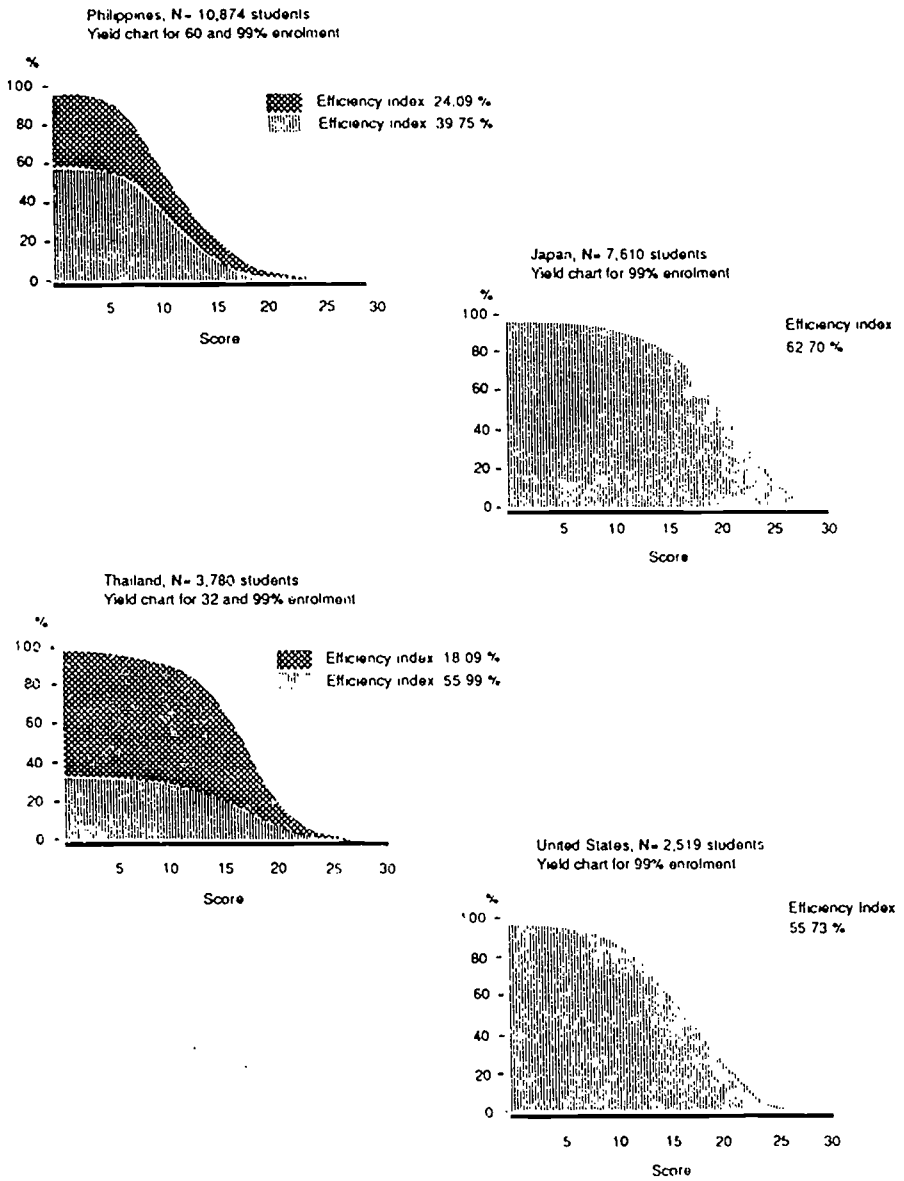 Philippines, N= 10,874 students
Yield chart for 60 and 99% enrolment
%
100
80
60
40
20
0
Efficiency index 24.09 %
Efficiency index 39 75 %
5 10 15 20 25 30
Score
Japan, N= 7,610 students
Yield chart for 99% enrolment
%
100
80
60
40
20
0
Efficiency index
62 70 %
5 10 15 20 25 30
Score
Thailand, N= 3,780 students
Yield chart for 32 and 99% enrolment
%
100
80
60
40
20
0
Efficiency index 18 09 %
Efficiency index 55 99 %
5 10 15 20 25 30
Score
United States, N= 2,519 students
Yield chart for 99% enrolment
%
100
80
60
40
20
0
Efficiency Index
55 73 %
5 10 15 20 25 30
Score